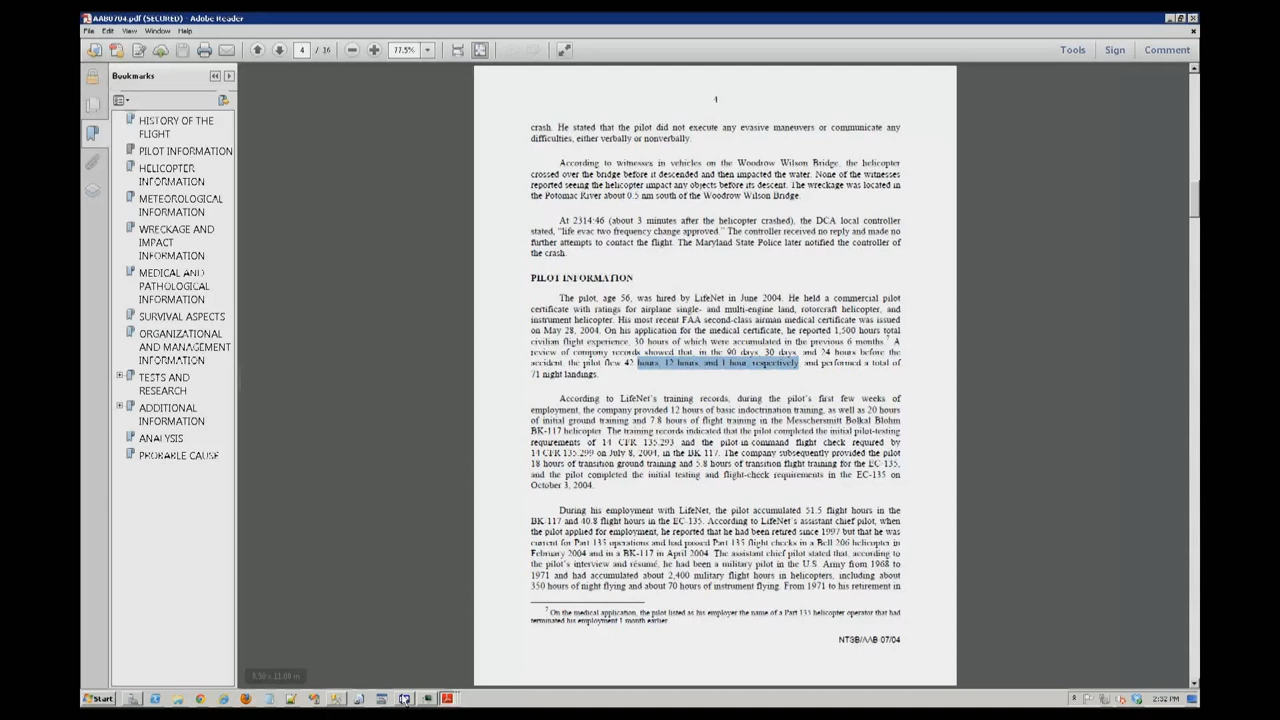 AAB0704.pdf (SECURED) - Adobe Reader
File Edit View Window Help
4 / 16 77.5% Tools Sign Comment
Bookmarks
HISTORY OF THE
FLIGHT
PILOT INFORMATION
HELICOPTER
INFORMATION
METEOROLOGICAL
INFORMATION
WRECKAGE AND
IMPACT
INFORMATION
MEDICAL AND
PATHOLOGICAL
INFORMATION
SURVIVAL ASPECTS
ORGANIZATIONAL
AND MANAGEMENT
INFORMATION
TESTS AND
RESEARCH
ADDITIONAL
INFORMATION
ANALYSIS
PROBABLE CAUSE
4
crash. He stated that the pilot did not execute any evasive maneuvers or communicate any
difficulties, either verbally or nonverbally.
According to witnesses in vehicles on the Woodrow Wilson Bridge, the helicopter
crossed over the bridge before it descended and then impacted the water. None of the witnesses
reported seeing the helicopter impact any objects before its descent. The wreckage was located in
the Potomac River about 0.5 nm south of the Woodrow Wilson Bridge.
At 2314:46 (about 3 minutes after the helicopter crashed), the DCA local controller
stated, "life evac two frequency change approved." The controller received no reply and made no
further attempts to contact the flight. The Maryland State Police later notified the controller of
the crash.
PILOT INFORMATION
The pilot, age 56, was hired by LifeNet in June 2004. He held a commercial pilot
certificate with ratings for airplane single- and multi-engine land, rotorcraft helicopter, and
instrument helicopter. His most recent FAA second-class airman medical certificate was issued
on May 28, 2004. On his application for the medical certificate, he reported 1,500 hours total
civilian flight experience, 30 hours of which were accumulated in the previous 6 months.7 A
review of company records showed that, in the 90 days, 30 days, and 24 hours before the
accident, the pilot flew 42 hours, 12 hours, and 1 hour, respectively, and performed a total of
71 night landings.
According to LifeNet's training records, during the pilot's first few weeks of
employment, the company provided 12 hours of basic indoctrination training, as well as 20 hours
of initial ground training and 7.8 hours of flight training in the Messerschmitt Bolkal Blohm
BK-117 helicopter. The training records indicated that the pilot completed the initial pilot-testing
requirements of 14 CFR 135.293 and the pilot-in-command flight check required by
14 CFR 135.299 on July 8, 2004, in the BK-117. The company subsequently provided the pilot
18 hours of transition ground training and 5.8 hours of transition flight training for the EC-135,
and the pilot completed the initial testing and flight-check requirements in the EC-135 on
October 3, 2004.
During his employment with LifeNet, the pilot accumulated 51.5 flight hours in the
BK-117 and 40.8 flight hours in the EC-135. According to LifeNet's assistant chief pilot, when
the pilot applied for employment, he reported that he had been retired since 1997 but that he was
current for Part 135 operations and had passed Part 135 flight checks in a Bell 206 helicopter in
February 2004 and in a BK-117 in April 2004. The assistant chief pilot stated that, according to
the pilot's interview and résumé, he had been a military pilot in the U.S. Army from 1968 to
1971 and had accumulated about 2,400 military flight hours in helicopters, including about
350 hours of night flying and about 70 hours of instrument flying. From 1971 to his retirement in
7 On the medical application, the pilot listed as his employer the name of a Part 135 helicopter operator that had
terminated his employment 1 month earlier.
NTSB/AAB-07/04
8.50 x 11.00 in
Start 2:32 PM